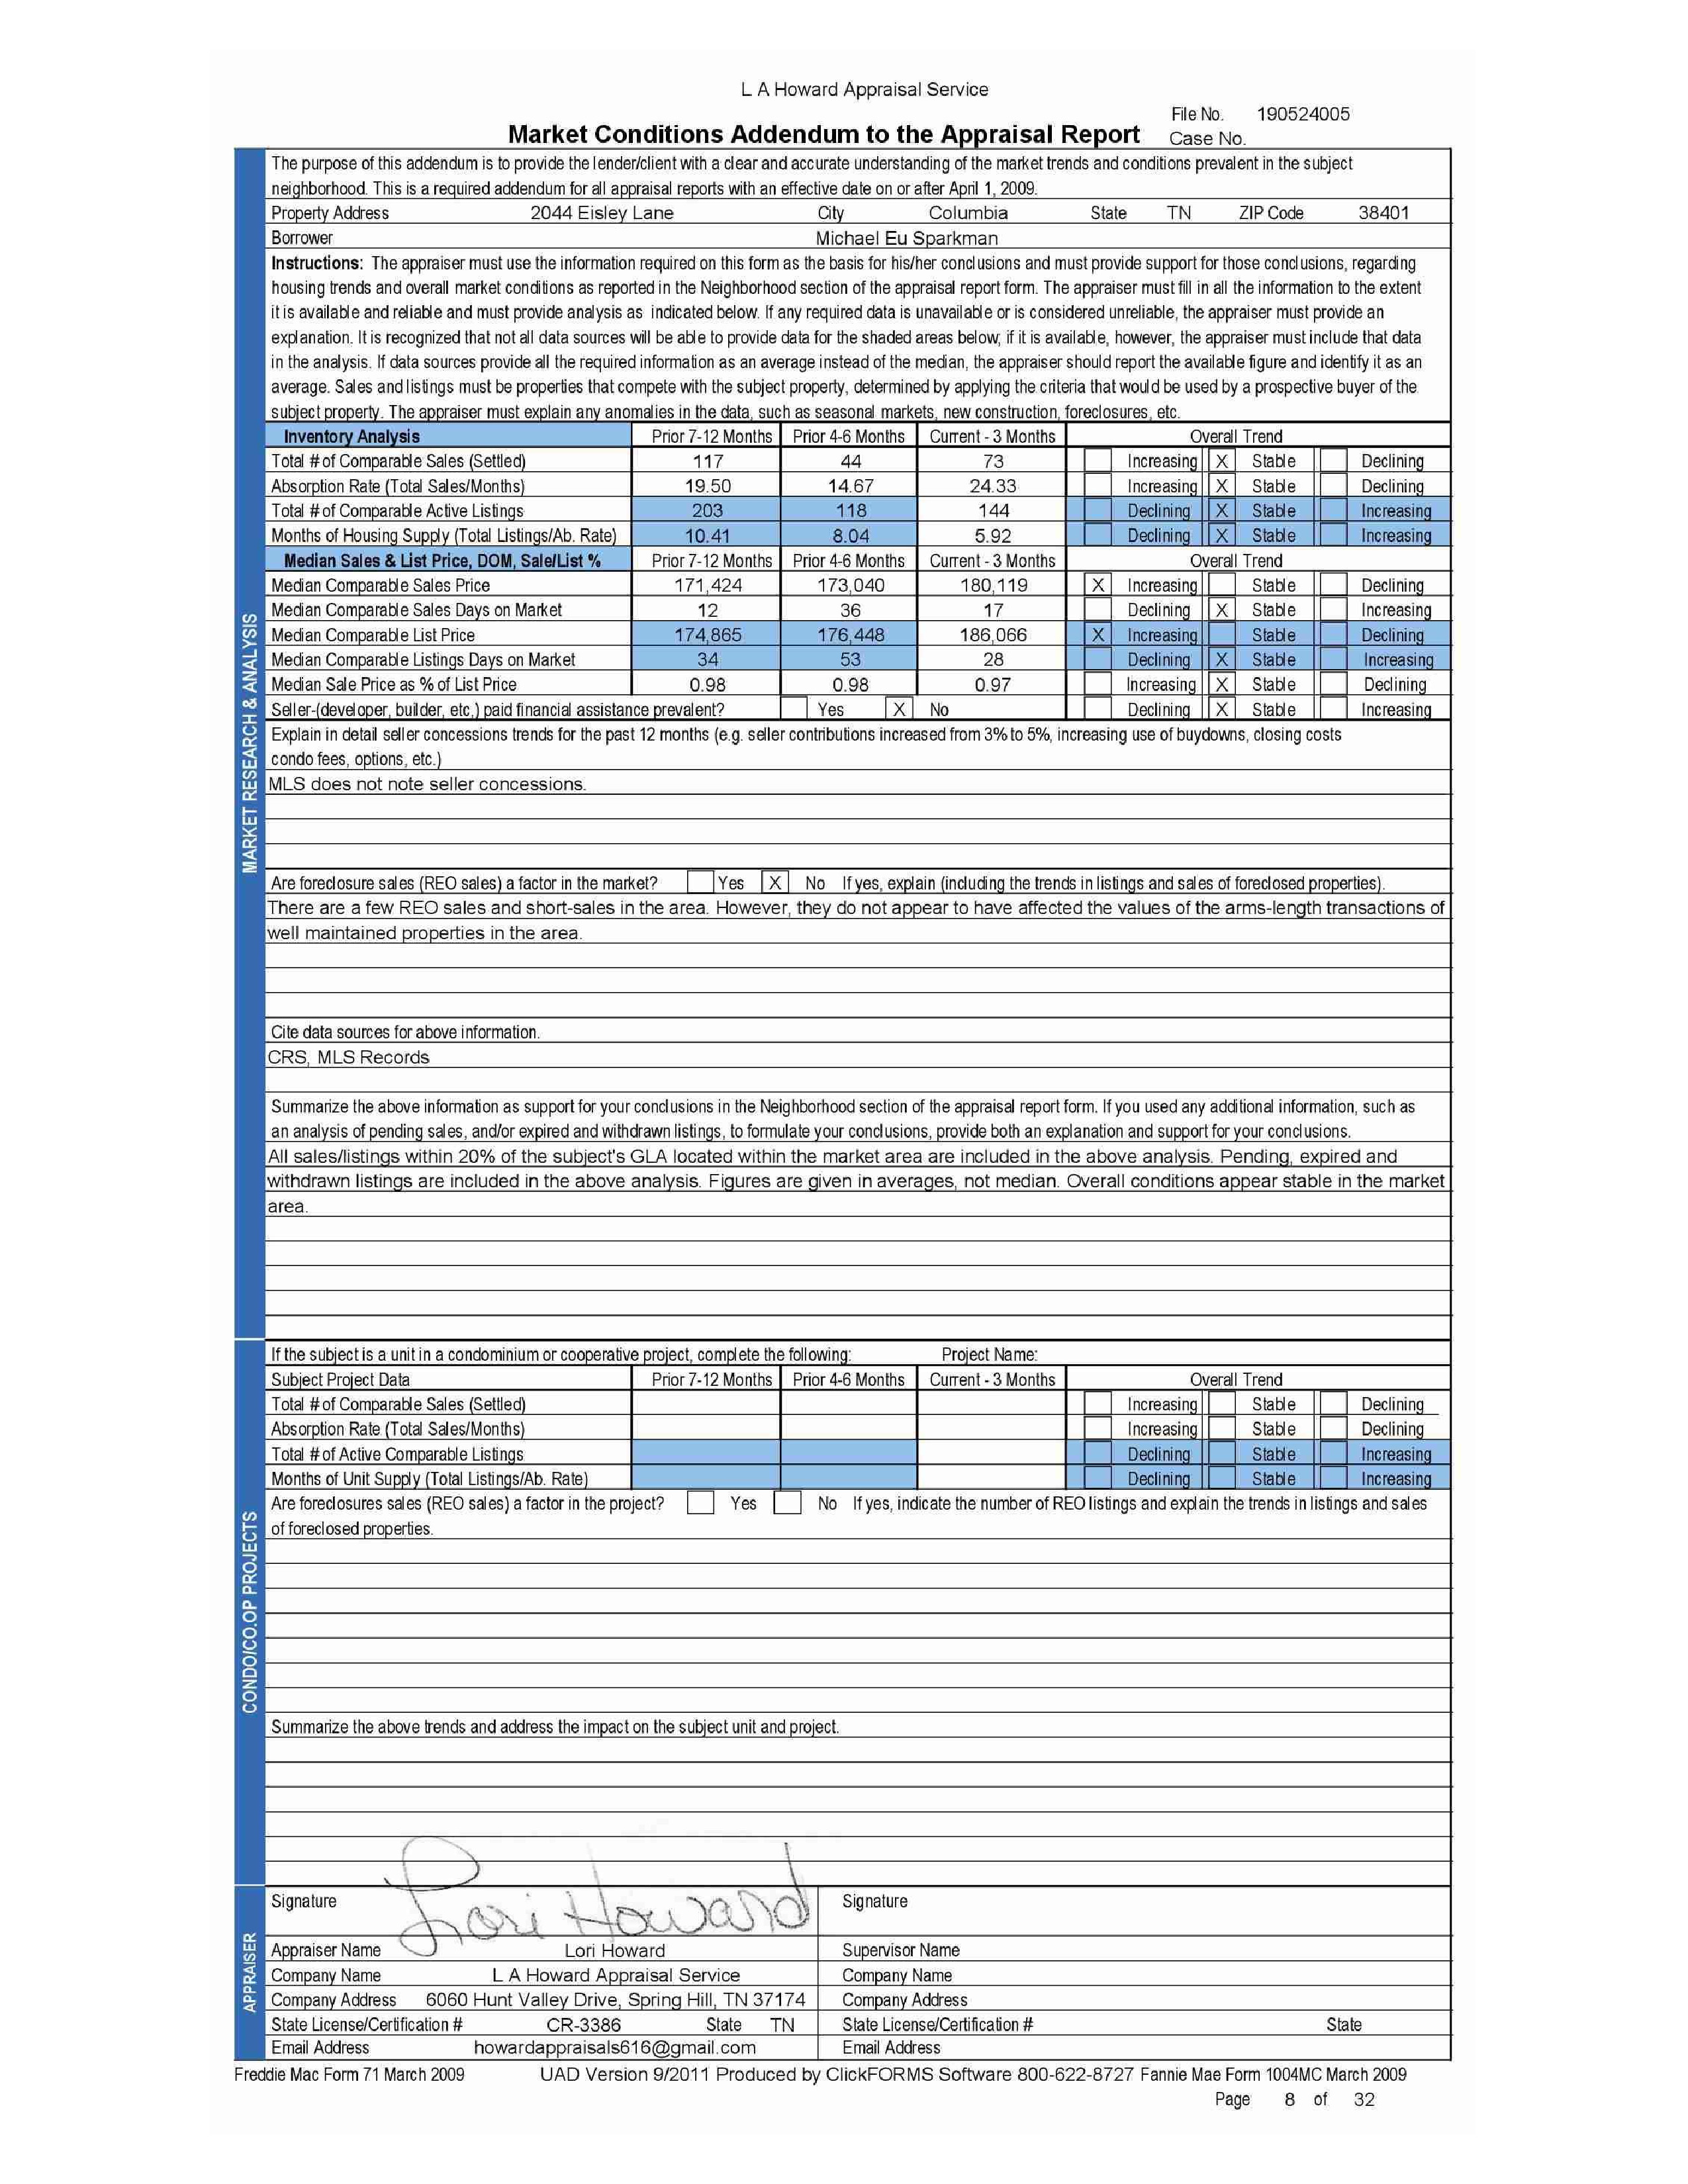 L A Howard Appraisal Service
File No. 190524005
Market Conditions Addendum to the Appraisal Report Case No.
The purpose of this addendum is to provide the lender/client with a clear and accurate understanding of the market trends and conditions prevalent in the subject
neighborhood. This is a required addendum for all appraisal reports with an effective date on or after April 1, 2009.
Property Address 2044 Eisley Lane City Columbia State TN ZIP Code 38401
Borrower Michael Eu Sparkman
Instructions: The appraiser must use the information required on this form as the basis for his/her conclusions and must provide support for those conclusions, regarding
housing trends and overall market conditions as reported in the Neighborhood section of the appraisal report form. The appraiser must fill in all the information to the extent
it is available and reliable and must provide analysis as indicated below. If any required data is unavailable or is considered unreliable, the appraiser must provide an
explanation. It is recognized that not all data sources will be able to provide data for the shaded areas below; if it is available, however, the appraiser must include that data
in the analysis. If data sources provide all the required information as an average instead of the median, the appraiser should report the available figure and identify it as an
average. Sales and listings must be properties that compete with the subject property, determined by applying the criteria that would be used by a prospective buyer of the
subject property. The appraiser must explain any anomalies in the data, such as seasonal markets, new construction, foreclosures, etc.
MARKET RESEARCH & ANALYSIS
Inventory Analysis Prior 7-12 Months Prior 4-6 Months Current - 3 Months Overall Trend
Total # of Comparable Sales (Settled) 117 44 73 Increasing X Stable Declining
Absorption Rate (Total Sales/Months) 19.50 14.67 24.33 Increasing X Stable Declining
Total # of Comparable Active Listings 203 118 144 Declining X Stable Increasing
Months of Housing Supply (Total Listings/Ab. Rate) 10.41 8.04 5.92 Declining X Stable Increasing
Median Sales & List Price, DOM, Sale/List % Prior 7-12 Months Prior 4-6 Months Current - 3 Months Overall Trend
Median Comparable Sales Price 171,424 173,040 180,119 X Increasing Stable Declining
Median Comparable Sales Days on Market 12 36 17 Declining X Stable Increasing
Median Comparable List Price 174,865 176,448 186,066 X Increasing Stable Declining
Median Comparable Listings Days on Market 34 53 28 Declining X Stable Increasing
Median Sale Price as % of List Price 0.98 0.98 0.97 Increasing X Stable Declining
Seller-(developer, builder, etc.) paid financial assistance prevalent? Yes X No Declining X Stable Increasing
Explain in detail seller concessions trends for the past 12 months (e.g. seller contributions increased from 3% to 5%, increasing use of buydowns, closing costs
condo fees, options, etc.)
MLS does not note seller concessions.
Are foreclosure sales (REO sales) a factor in the market? Yes X No If yes, explain (including the trends in listings and sales of foreclosed properties).
There are a few REO sales and short-sales in the area. However, they do not appear to have affected the values of the arms-length transactions of
well maintained properties in the area.
Cite data sources for above information.
CRS, MLS Records
Summarize the above information as support for your conclusions in the Neighborhood section of the appraisal report form. If you used any additional information, such as
an analysis of pending sales, and/or expired and withdrawn listings, to formulate your conclusions, provide both an explanation and support for your conclusions.
All sales/listings within 20% of the subject's GLA located within the market area are included in the above analysis. Pending, expired and
withdrawn listings are included in the above analysis. Figures are given in averages, not median. Overall conditions appear stable in the market
area.
CONDO/CO.OP PROJECTS
If the subject is a unit in a condominium or cooperative project, complete the following: Project Name:
Subject Project Data Prior 7-12 Months Prior 4-6 Months Current - 3 Months Overall Trend
Total # of Comparable Sales (Settled) Increasing Stable Declining
Absorption Rate (Total Sales/Months) Increasing Stable Declining
Total # of Active Comparable Listings Declining Stable Increasing
Months of Unit Supply (Total Listings/Ab. Rate) Declining Stable Increasing
Are foreclosures sales (REO sales) a factor in the project? Yes No If yes, indicate the number of REO listings and explain the trends in listings and sales
of foreclosed properties.
Summarize the above trends and address the impact on the subject unit and project.
APPRAISER
Signature Lori Howard Signature
Appraiser Name Lori Howard Supervisor Name
Company Name L A Howard Appraisal Service Company Name
Company Address 6060 Hunt Valley Drive, Spring Hill, TN 37174 Company Address
State License/Certification # CR-3386 State TN State License/Certification # State
Email Address howardappraisals616@gmail.com Email Address
Freddie Mac Form 71 March 2009 UAD Version 9/2011 Produced by ClickFORMS Software 800-622-8727 Fannie Mae Form 1004MC March 2009
Page 8 of 32